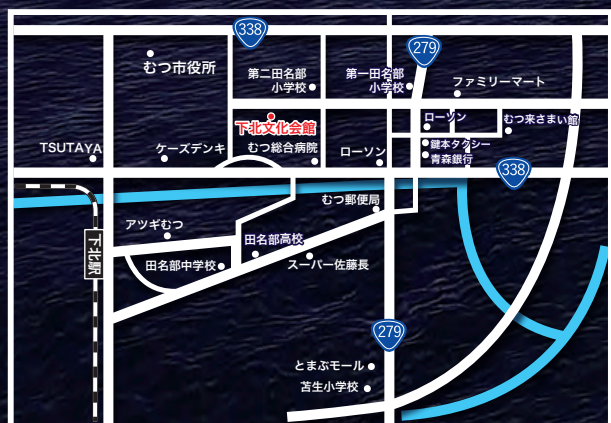 338
279
むつ市役所
第二田名部
小学校
第一田名部
小学校
ファミリーマート
下北文化会館
ローソン
むつ来さまい館
TSUTAYA
ケーズデンキ
むつ総合病院
ローソン
鍵本タクシー
青森銀行
338
むつ郵便局
アツギむつ
田名部高校
下北駅
田名部中学校
スーパー佐藤長
279
とまぶモール
苫生小学校